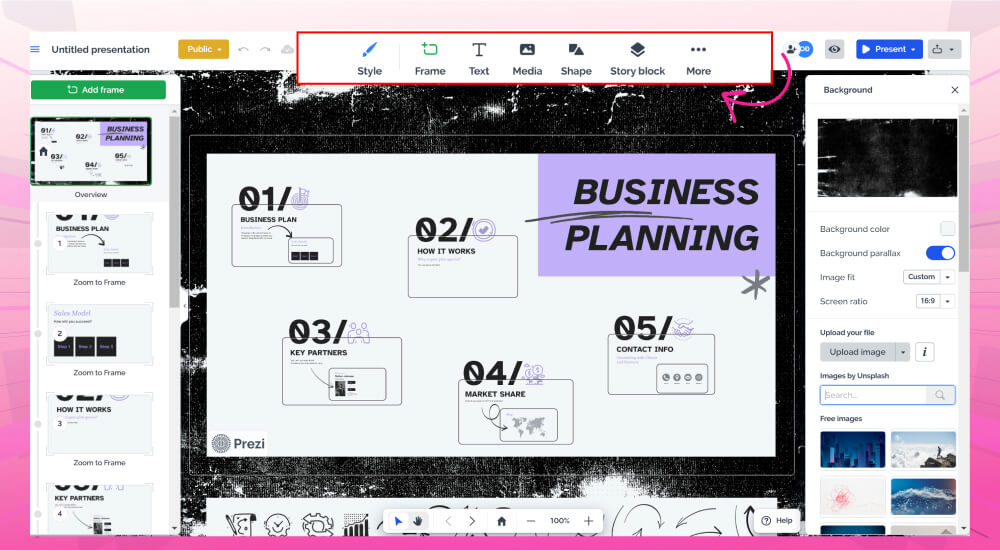 Untitled presentation
Public
Style
Frame
Text
Media
Shape
Story block
More
Present
Add frame
01/
02/
03/
04/
05/
BUSINESS
PLANNING
Overview
BUSINESS PLAN
1
Zoom to Frame
Sales Model
How will you succeed?
2
Step 1
Step 2
Step 3
Zoom to Frame
HOW IT WORKS
3
Zoom to Frame
KEY PARTNERS
4
BUSINESS
PLANNING
01/
BUSINESS PLAN
02/
HOW IT WORKS
03/
KEY PARTNERS
04/
MARKET SHARE
05/
CONTACT INFO
Prezi
100%
Help
Background
Background color
Background parallax
Image fit
Custom
Screen ratio
16:9
Upload your file
Upload image
i
Images by Unsplash
Search...
Free images